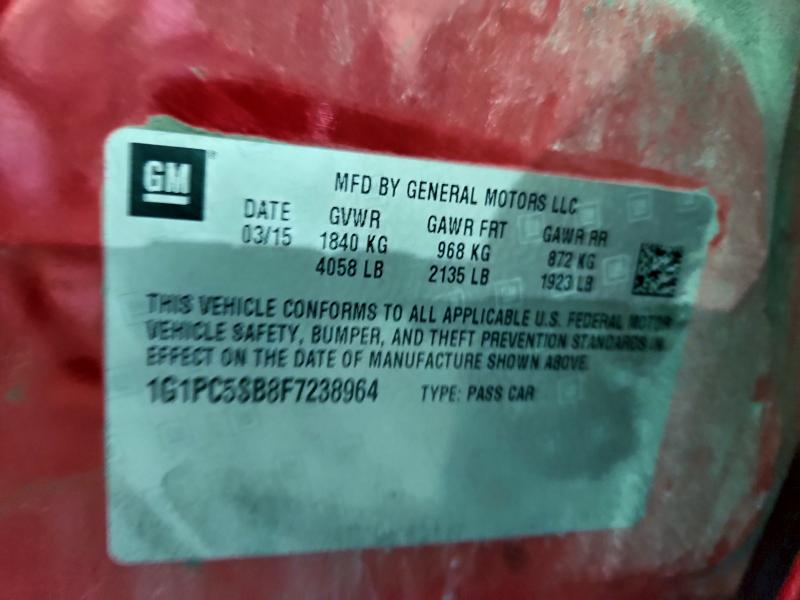 GM
MFD BY GENERAL MOTORS LLC
DATE GVWR GAWR FRT GAWR RR
03/15 1840 KG 968 KG 872 KG
4058 LB 2135 LB 1923 LB
THIS VEHICLE CONFORMS TO ALL APPLICABLE U.S. FEDERAL MOTOR
VEHICLE SAFETY, BUMPER, AND THEFT PREVENTION STANDARDS IN
EFFECT ON THE DATE OF MANUFACTURE SHOWN ABOVE.
1G1PC5SB8F7238964 TYPE: PASS CAR